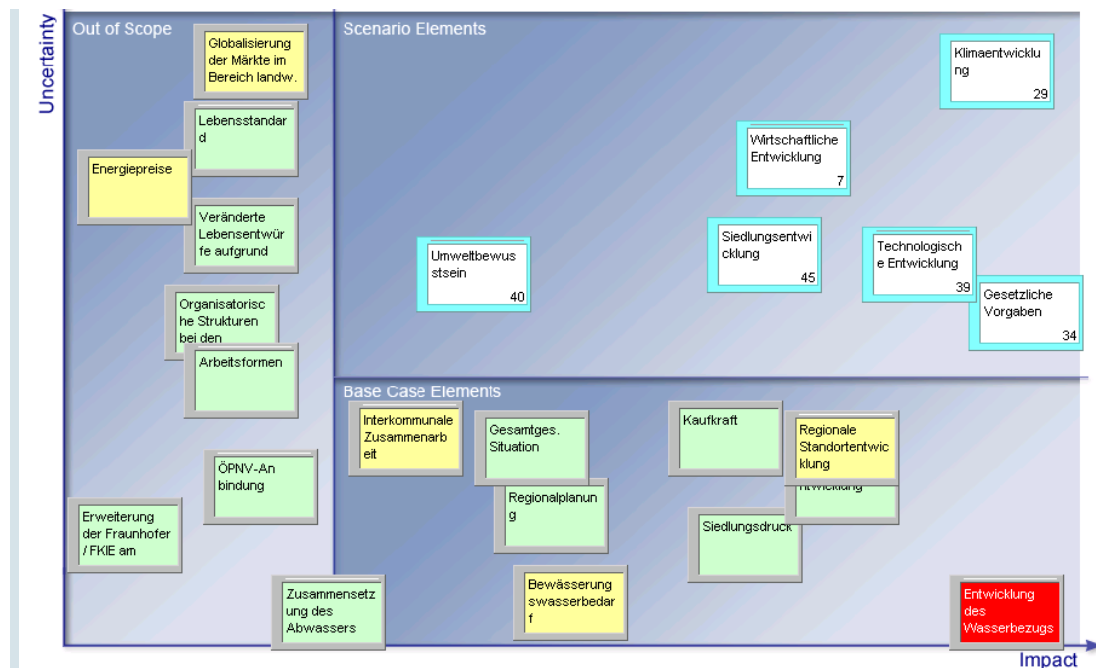 Uncertainty
Out of Scope
Globalisierung
der Märkte im
Bereich landw.
Lebensstandar
d
Energiepreise
Veränderte
Lebensentwür
fe aufgrund
Organisatorisc
he Strukturen
bei den
Arbeitsformen
ÖPNV-An
bindung
Erweiterung
der Fraunhofer
/ FKIE am
Zusammensetz
ung des
Abwassers
Scenario Elements
Klimaentwicklu
ng
29
Wirtschaftliche
Entwicklung
7
Umweltbewus
stsein
40
Siedlungsentwi
cklung
45
Technologisch
e Entwicklung
39
Gesetzliche
Vorgaben
34
Base Case Elements
Interkommunale
Zusammenarb
eit
Gesamtges.
Situation
Regionalplanun
g
Kaufkraft
Regionale
Standortentwic
klung
Siedlungsdruck
Bewässerung
swasserbedar
f
Entwicklung
des
Wasserbezugs
Impact